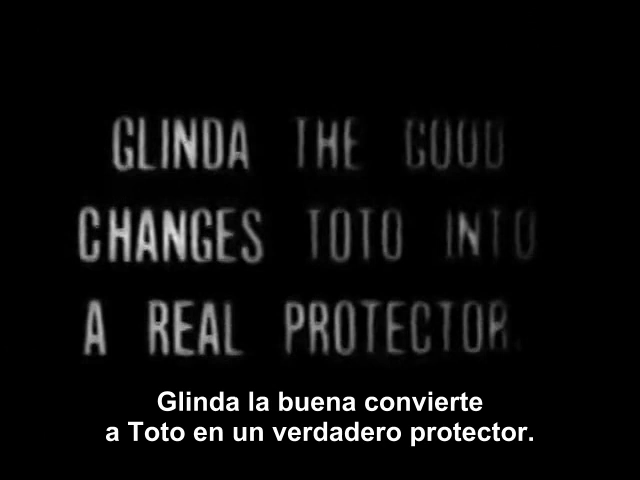 GLINDA THE GOOD
CHANGES TOTO INTO
A REAL PROTECTOR.
Glinda la buena convierte
a Toto en un verdadero protector.